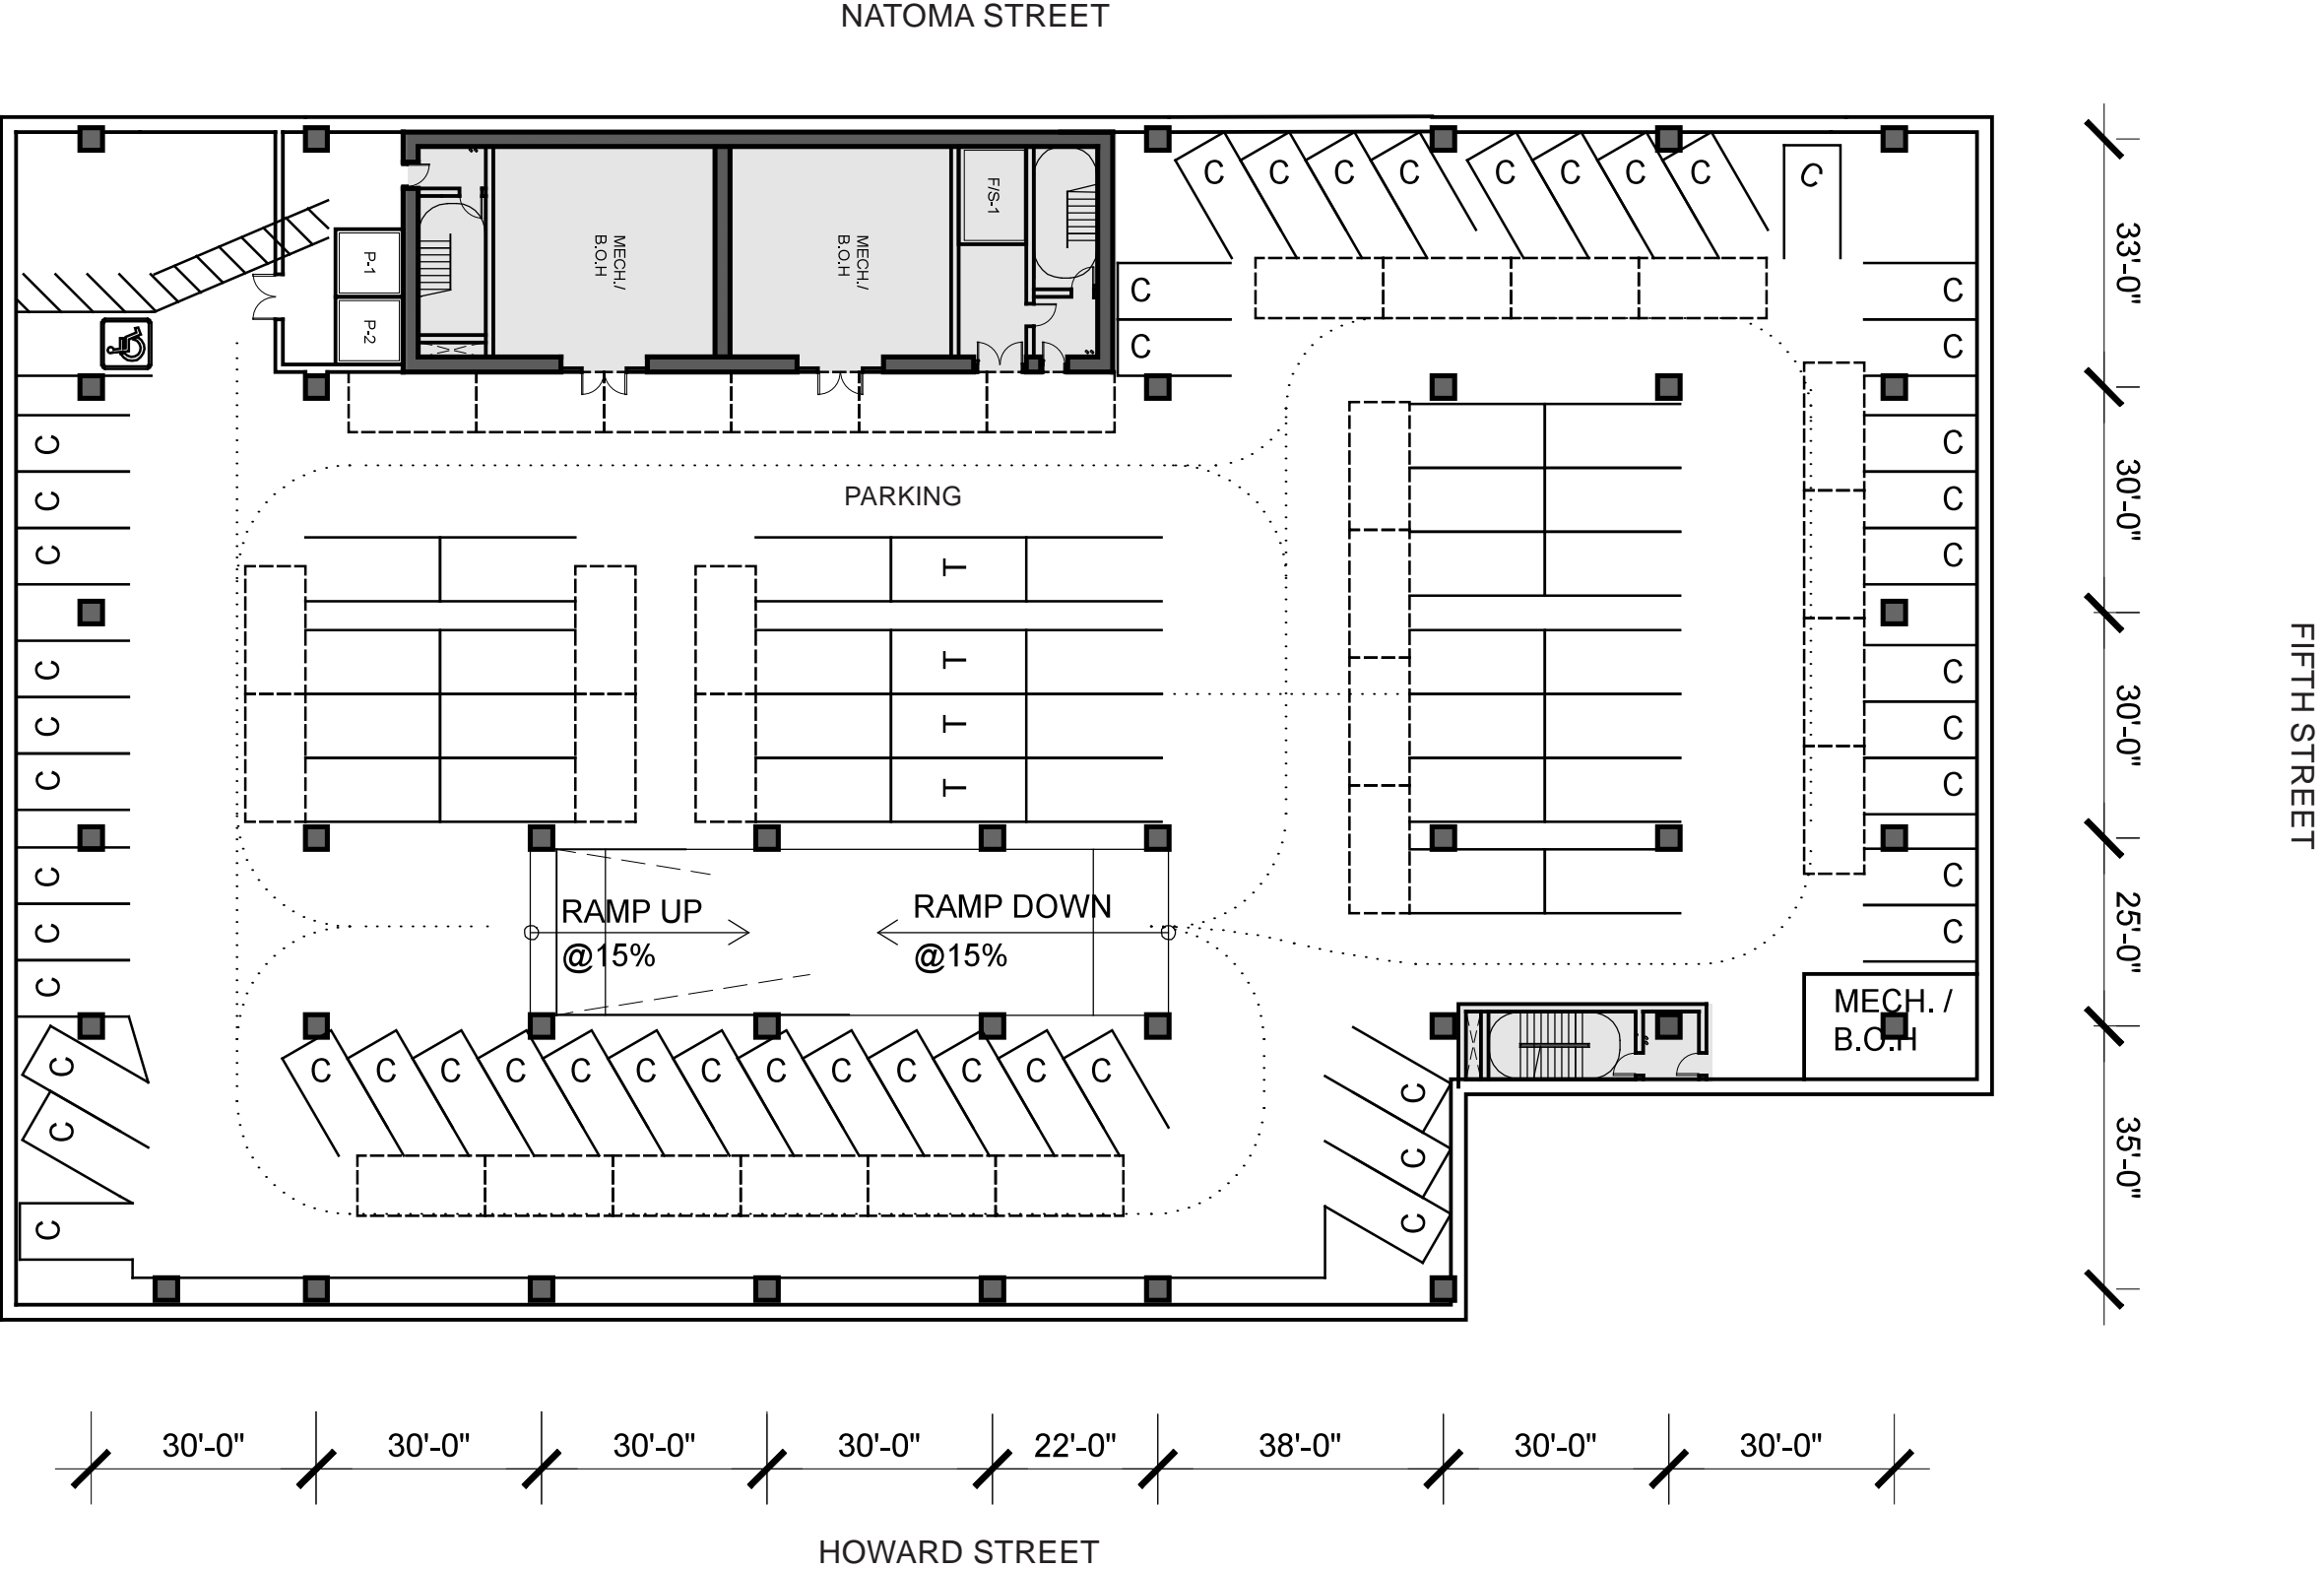 NATOMA STREET
C C C C C C C C C
F/S-1
P-1
MECH./
B.O.H
MECH./
B.O.H
33'-0"
C C
P-2
C C
C C
C C
30'-0"
PARKING
C C
T
C C
T
C C
FIFTH STREET
T
C C
30'-0"
T
C C
RAMP UP
@15%
RAMP DOWN
@15%
C
C
25'-0"
C
C
MECH. /
B.O.H
C
C C C C C C C C C C C C C
C
C
C
35'-0"
C
C
30'-0" 30'-0" 30'-0" 30'-0" 22'-0" 38'-0" 30'-0" 30'-0"
HOWARD STREET